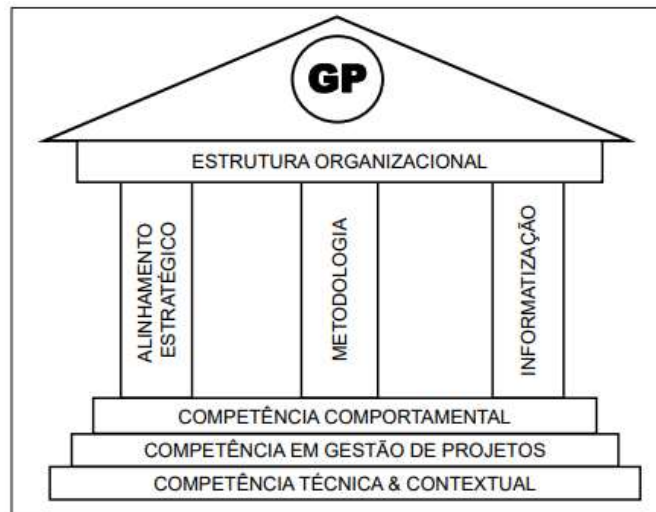 GP
ESTRUTURA ORGANIZACIONAL
ALINHAMENTO
ESTRATÉGICO
METODOLOGIA
INFORMATIZAÇÃO
COMPETÊNCIA COMPORTAMENTAL
COMPETÊNCIA EM GESTÃO DE PROJETOS
COMPETÊNCIA TÉCNICA & CONTEXTUAL